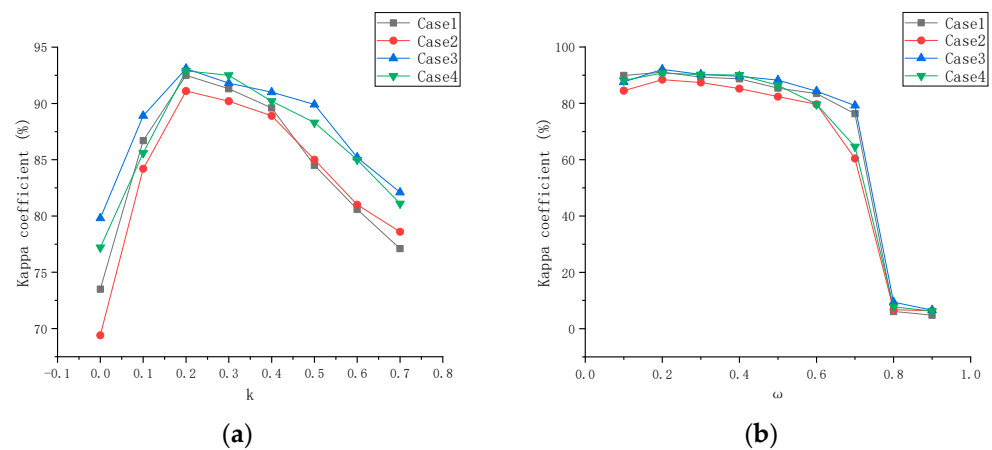 Case1
Case2
Case3
Case4
95
90
85
80
75
70
Kappa coefficient (%)
-0.1 0.0 0.1 0.2 0.3 0.4 0.5 0.6 0.7 0.8
k
(a)
Case1
Case2
Case3
Case4
100
80
60
40
20
0
Kappa coefficient (%)
0.0 0.2 0.4 0.6 0.8 1.0
ω
(b)